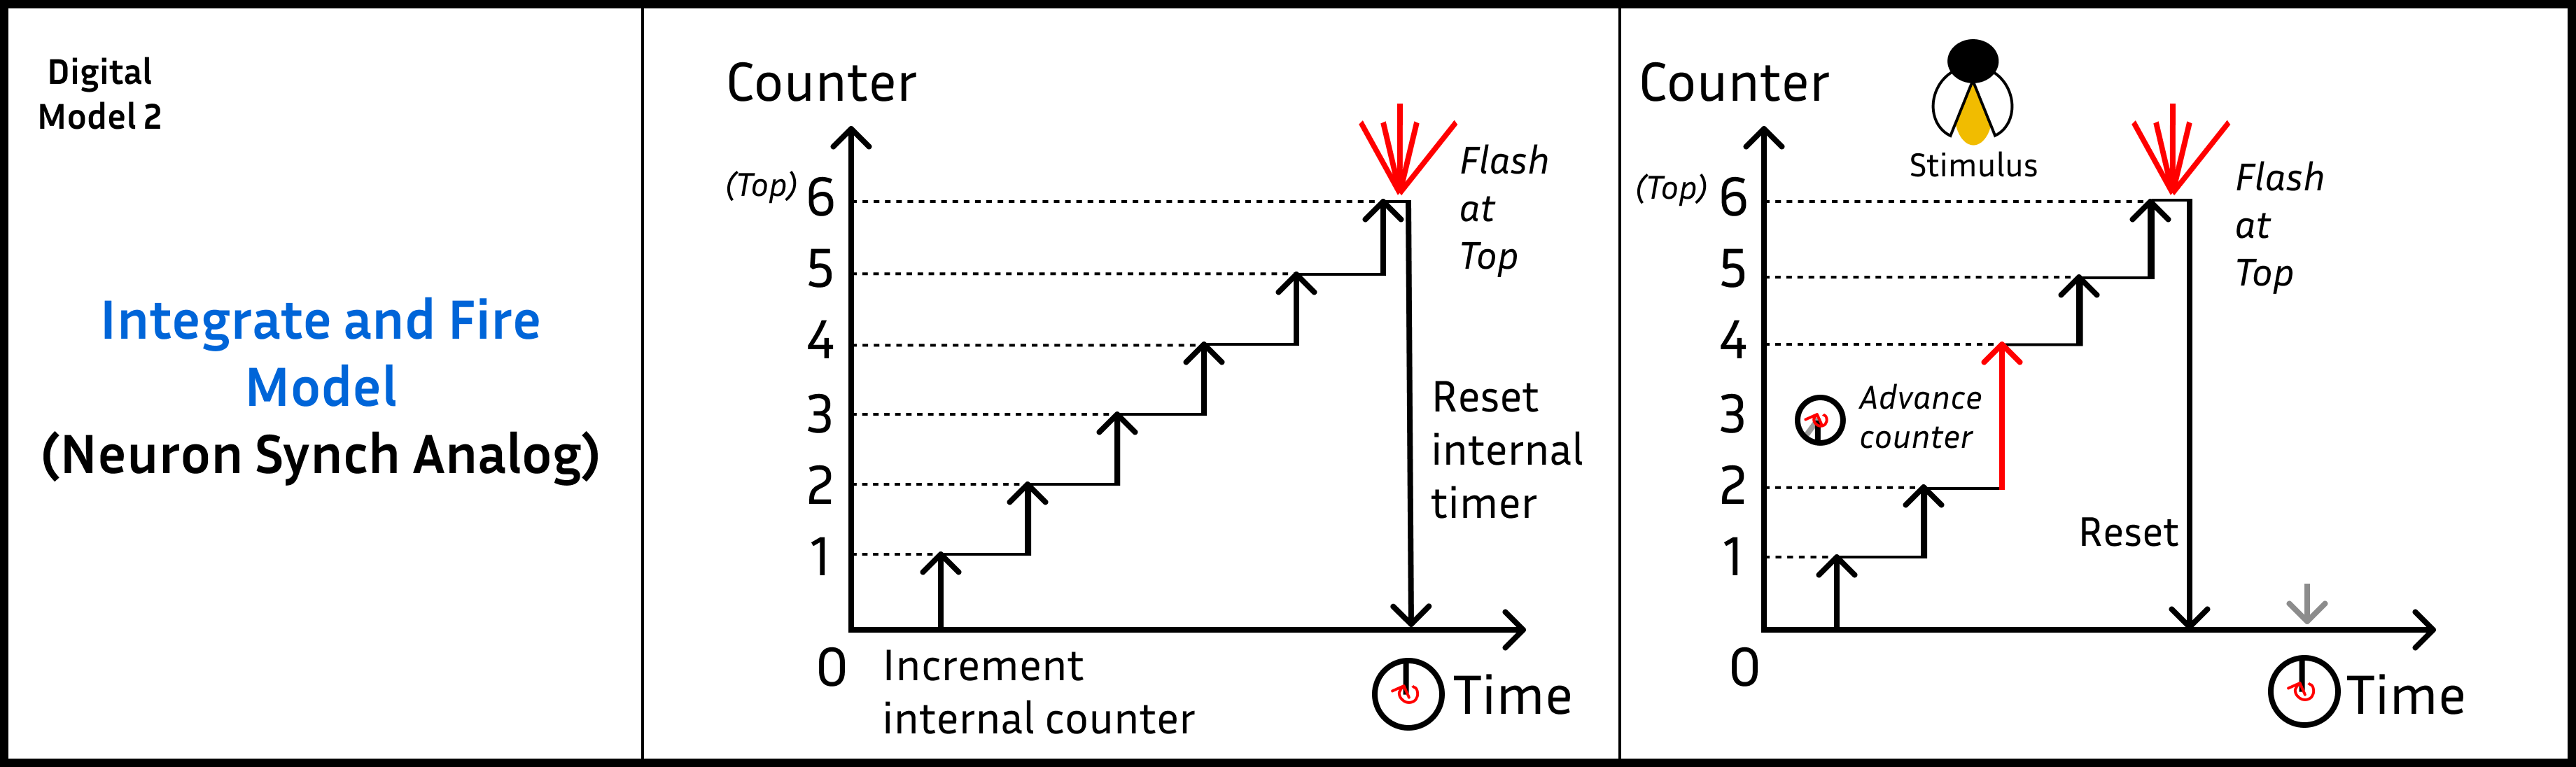 Digital
Model 2
Integrate and Fire
Model
(Neuron Synch Analog)
Counter
(Top) 6
5
4
3
2
1
0
Flash
at
Top
Reset
internal
timer
Increment
internal counter
Time
Counter
Stimulus
(Top) 6
5
4
3
2
1
0
Flash
at
Top
Advance
counter
Reset
Time